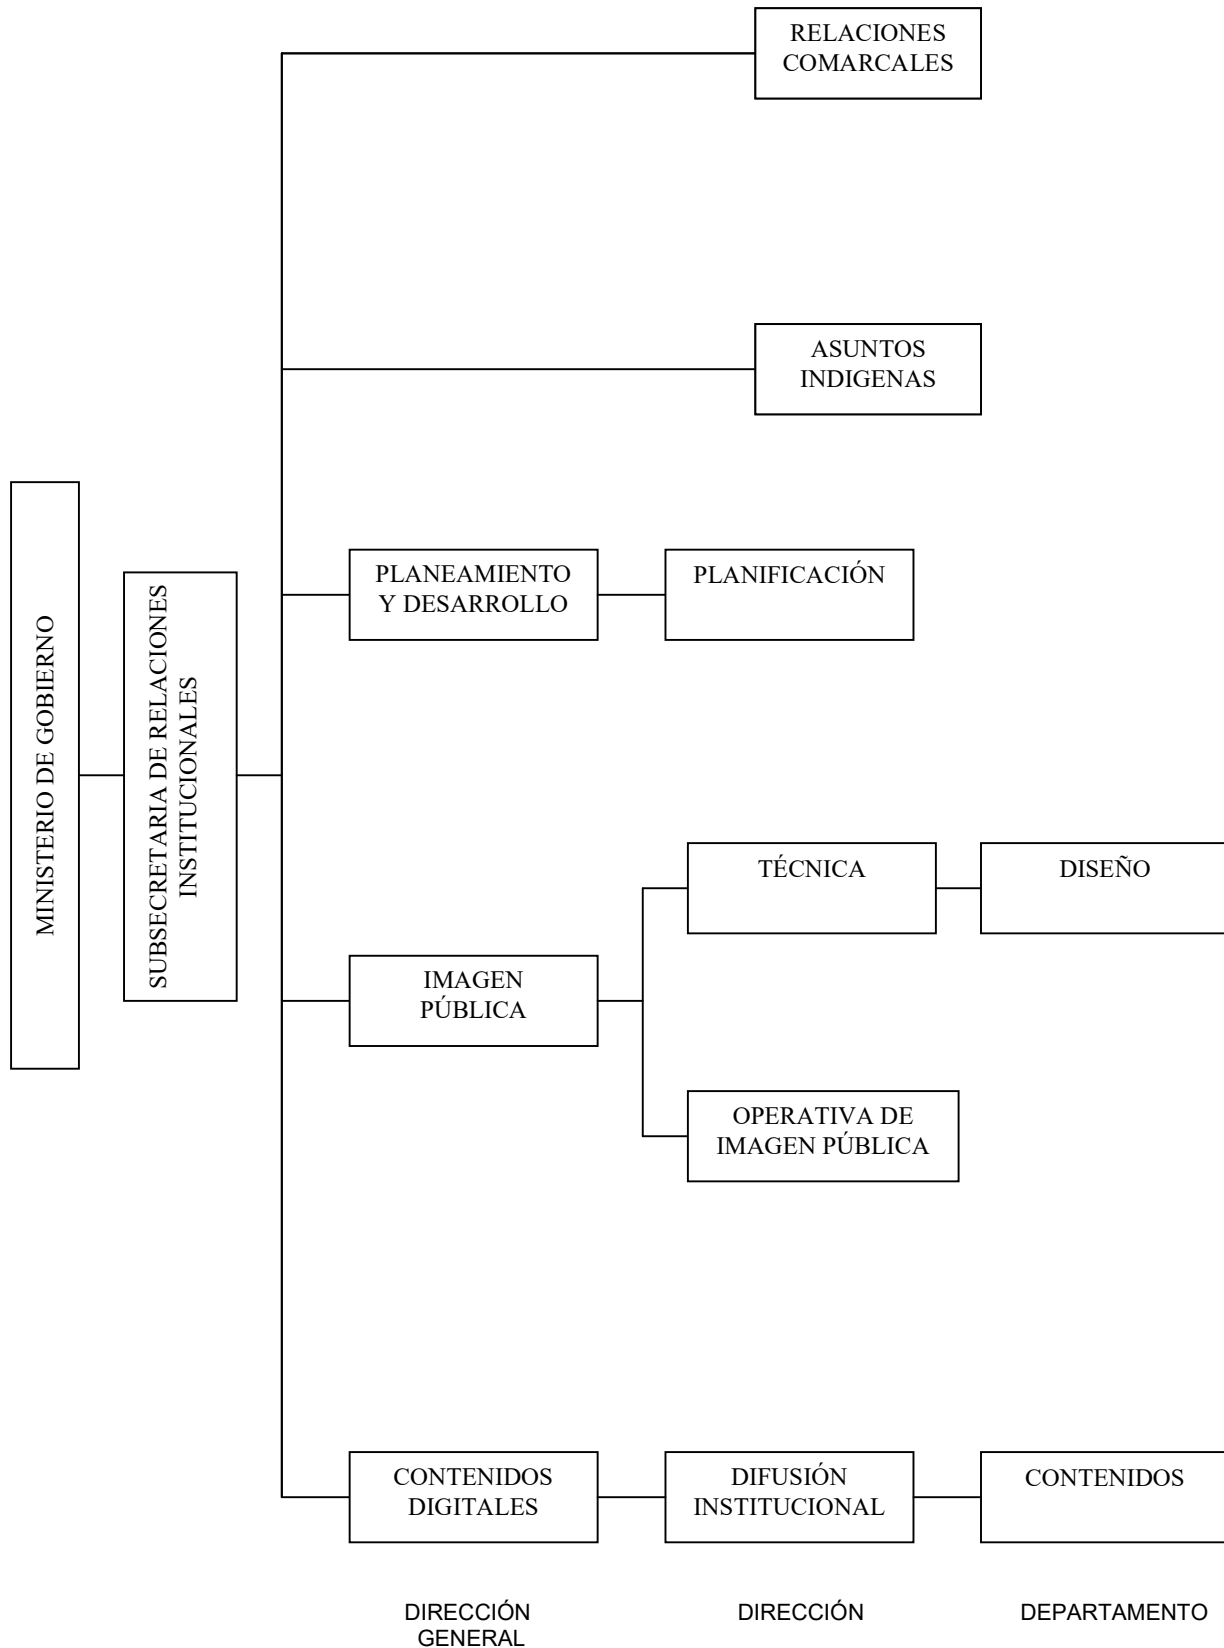 RELACIONES
COMARCALES
ASUNTOS
INDIGENAS
MINISTERIO DE GOBIERNO
SUBSECRETARIA DE RELACIONES
INSTITUCIONALES
PLANEAMIENTO
Y DESARROLLO
PLANIFICACIÓN
TÉCNICA
DISEÑO
IMAGEN
PÚBLICA
OPERATIVA DE
IMAGEN PÚBLICA
CONTENIDOS
DIGITALES
DIFUSIÓN
INSTITUCIONAL
CONTENIDOS
DIRECCIÓN
GENERAL
DIRECCIÓN
DEPARTAMENTO